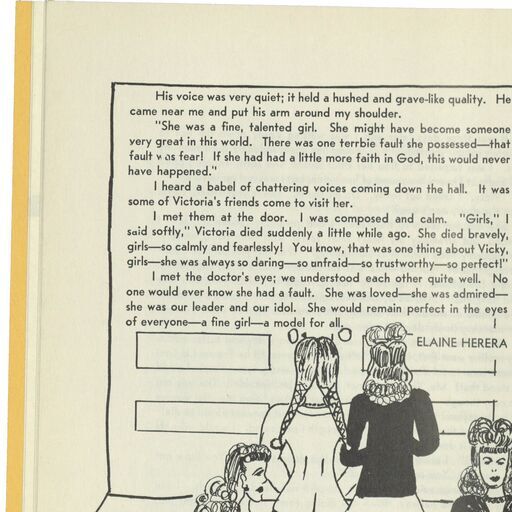 His voice was very quiet; it held a hushed and grave-like quality. He
came near me and put his arm around my shoulder.
"She was a fine, talented girl. She might have become someone
very great in this world. There was one terrbie fault she possessed—that
fault was fear! If she had had a little more faith in God, this would never
have happened."
I heard a babel of chattering voices coming down the hall. It was
some of Victoria's friends come to visit her.
I met them at the door. I was composed and calm. "Girls," I
said softly," Victoria died suddenly a little while ago. She died bravely,
girls—so calmly and fearlessly! You know, that was one thing about Vicky,
girls—she was always so daring—so unfraid—so trustworthy—so perfect!"
I met the doctor's eye; we understood each other quite well. No
one would ever know she had a fault. She was loved—she was admired—
she was our leader and our idol. She would remain perfect in the eyes
of everyone—a fine girl—a model for all.
ELAINE HERERA